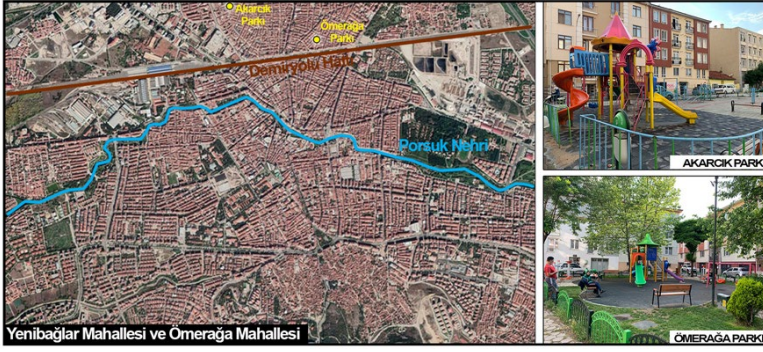 Akarcık
Parkı
Ömerağa
Parkı
Demiryolu Hattı
Porsuk Nehri
Yenibağlar Mahallesi ve Ömerağa Mahallesi
AKARCIK PARKI
ÖMERAĞA PARKI